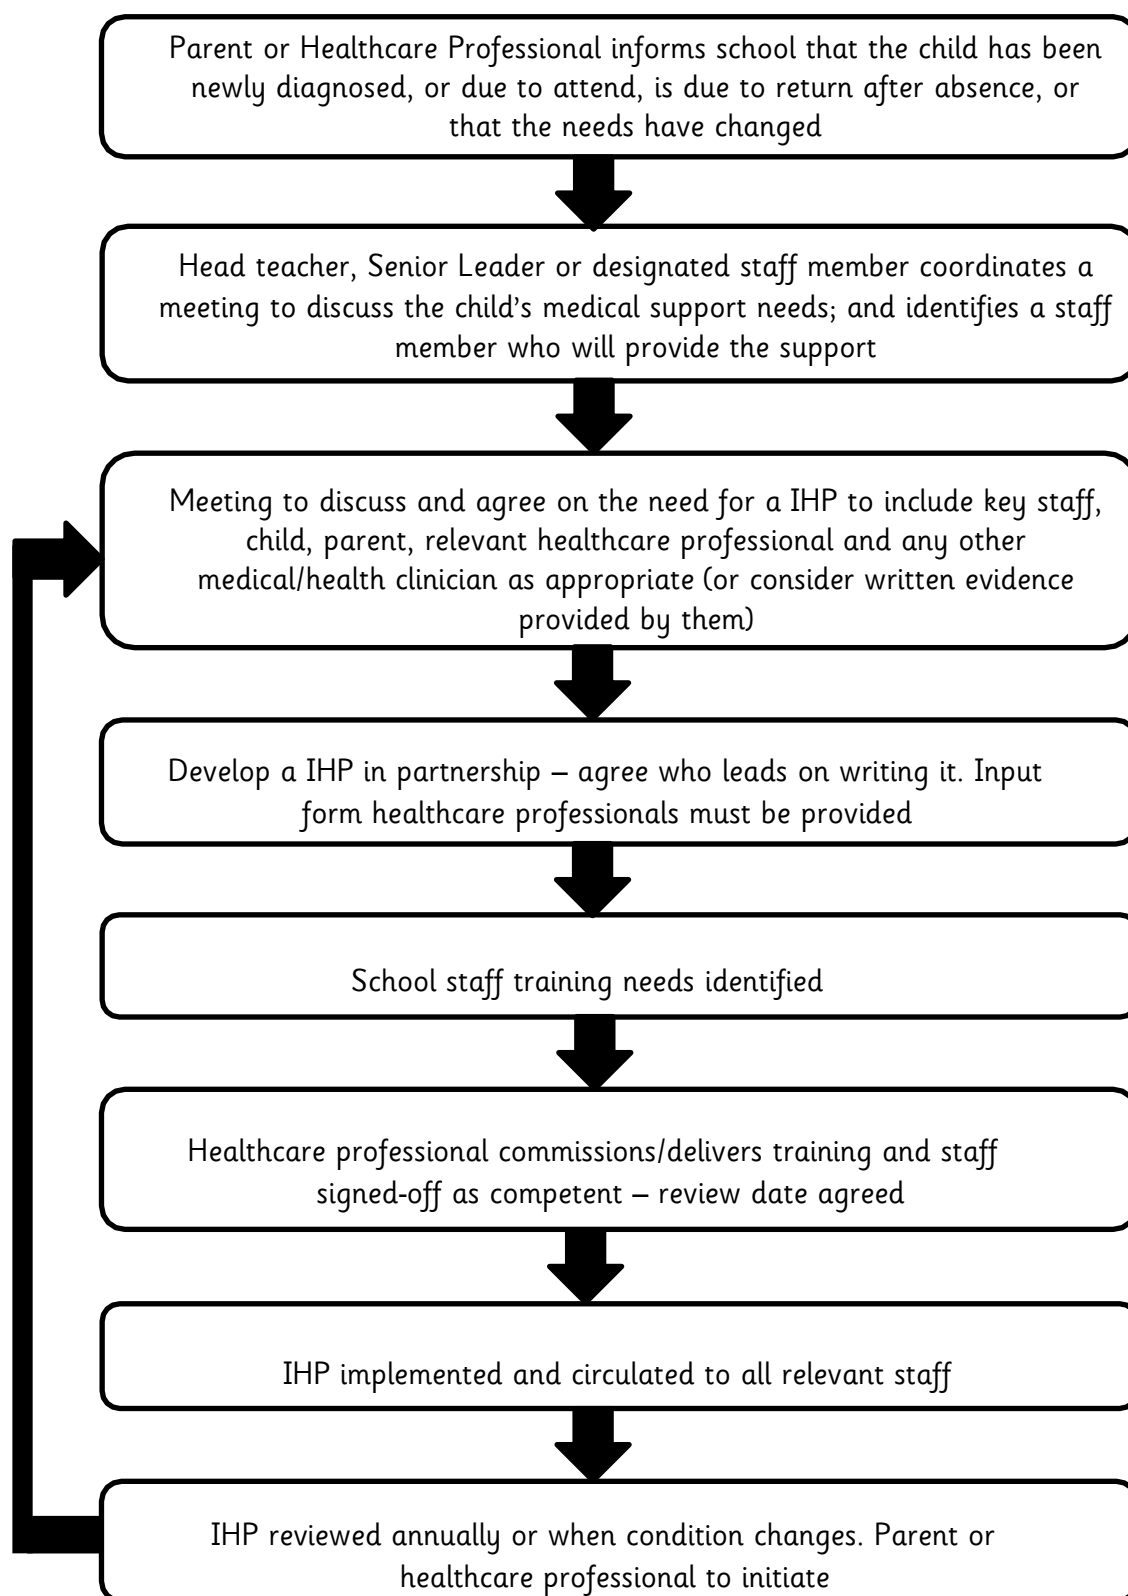 Parent or Healthcare Professional informs school that the child has been
newly diagnosed, or due to attend, is due to return after absence, or
that the needs have changed
Head teacher, Senior Leader or designated staff member coordinates a
meeting to discuss the child's medical support needs; and identifies a staff
member who will provide the support
Meeting to discuss and agree on the need for a IHP to include key staff,
child, parent, relevant healthcare professional and any other
medical/health clinician as appropriate (or consider written evidence
provided by them)
Develop a IHP in partnership – agree who leads on writing it. Input
form healthcare professionals must be provided
School staff training needs identified
Healthcare professional commissions/delivers training and staff
signed-off as competent – review date agreed
IHP implemented and circulated to all relevant staff
IHP reviewed annually or when condition changes. Parent or
healthcare professional to initiate